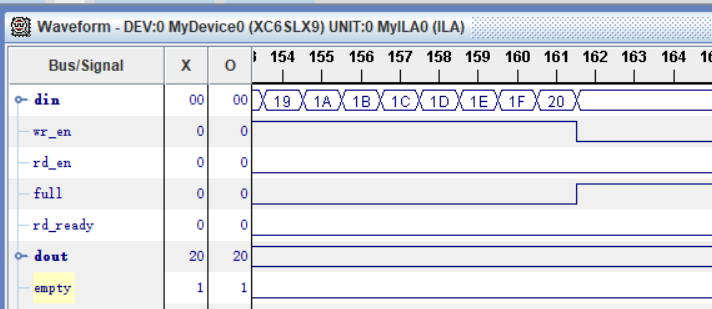 Waveform - DEV:0 MyDevice0 (XC6SLX9) UNIT:0 MyILA0 (ILA)
Bus/Signal X O 154 155 156 157 158 159 160 161 162 163 164
din 00 00 19 1A 1B 1C 1D 1E 1F 20
wr_en 0 0
rd_en 0 0
full 0 0
rd_ready 0 0
dout 20 20
empty 1 1